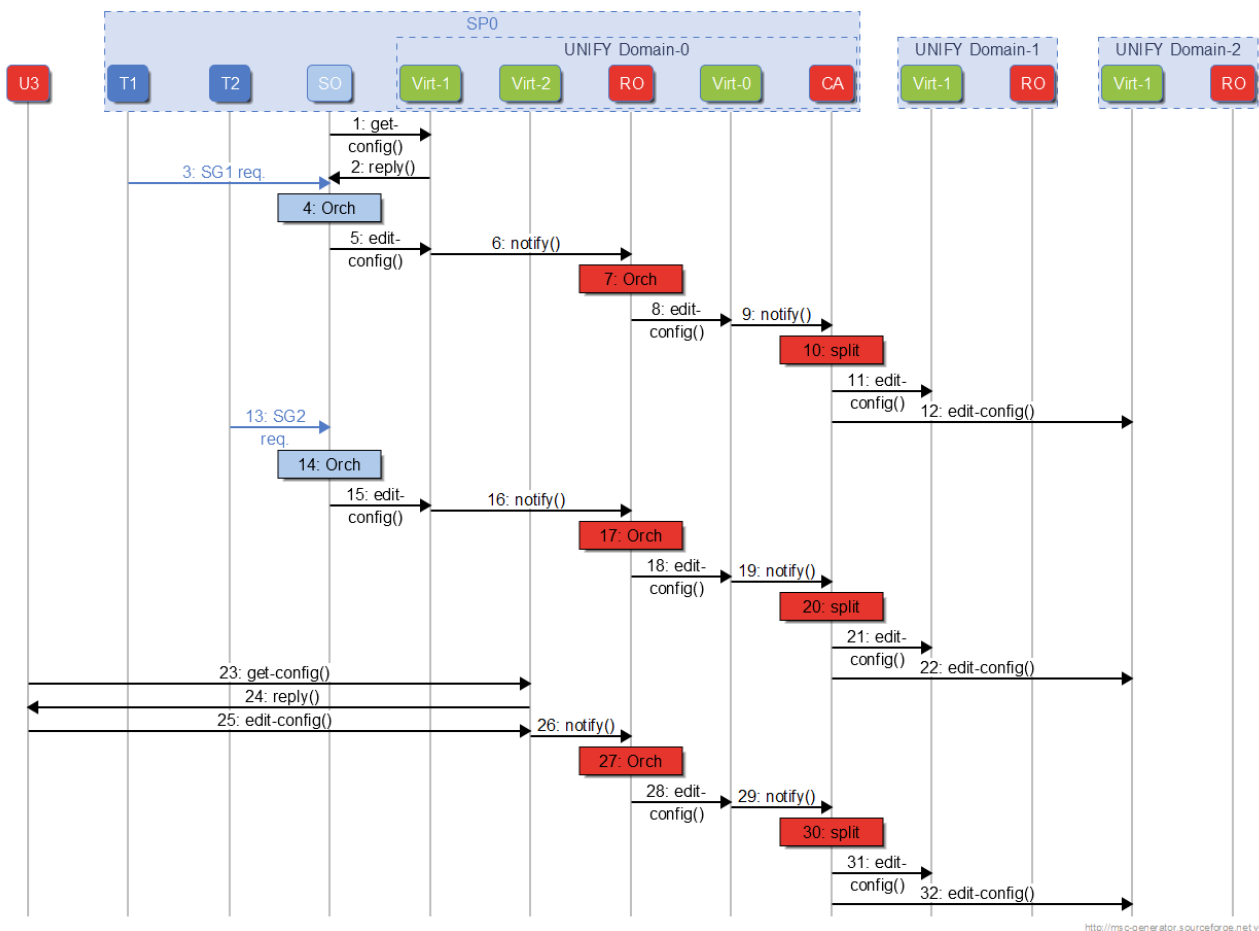 SP0
UNIFY Domain-0
UNIFY Domain-1
UNIFY Domain-2
U3
T1
T2
SO
Virt-1
Virt-2
RO
Virt-0
CA
Virt-1
RO
Virt-1
RO
1: get-
config()
2: reply()
3: SG1 req.
4: Orch
5: edit-
config()
6: notify()
7: Orch
8: edit-
config()
9: notify()
10: split
11: edit-
config()
12: edit-config()
13: SG2
req.
14: Orch
15: edit-
config()
16: notify()
17: Orch
18: edit-
config()
19: notify()
20: split
21: edit-
config()
22: edit-config()
23: get-config()
24: reply()
25: edit-config()
26: notify()
27: Orch
28: edit-
config()
29: notify()
30: split
31: edit-
config()
32: edit-config()
http://msc-generator.sourceforge.net v